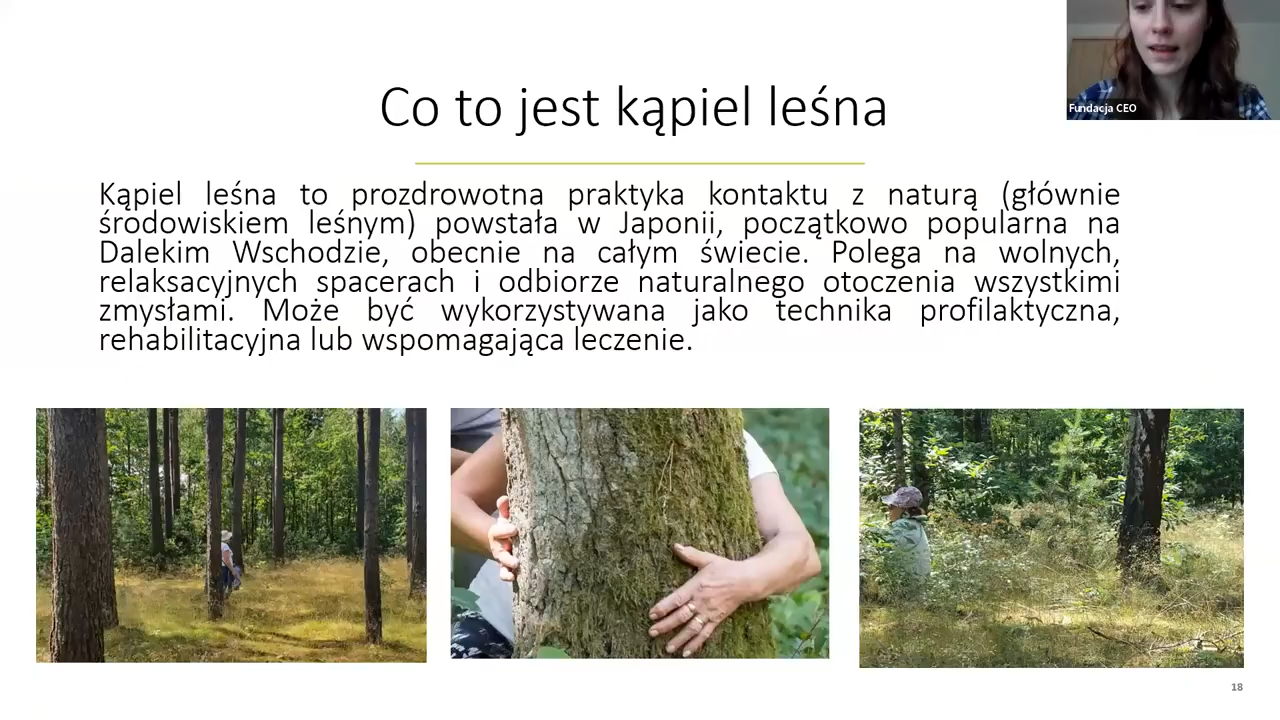 Co to jest kąpiel leśna
Fundacja CEO
Kąpiel leśna to prozdrowotna praktyka kontaktu z naturą (głównie
środowiskiem leśnym) powstała w Japonii, początkowo popularna na
Dalekim Wschodzie, obecnie na całym świecie. Polega na wolnych,
relaksacyjnych spacerach i odbiorze naturalnego otoczenia wszystkimi
zmysłami. Może być wykorzystywana jako technika profilaktyczna,
rehabilitacyjna lub wspomagająca leczenie.
18